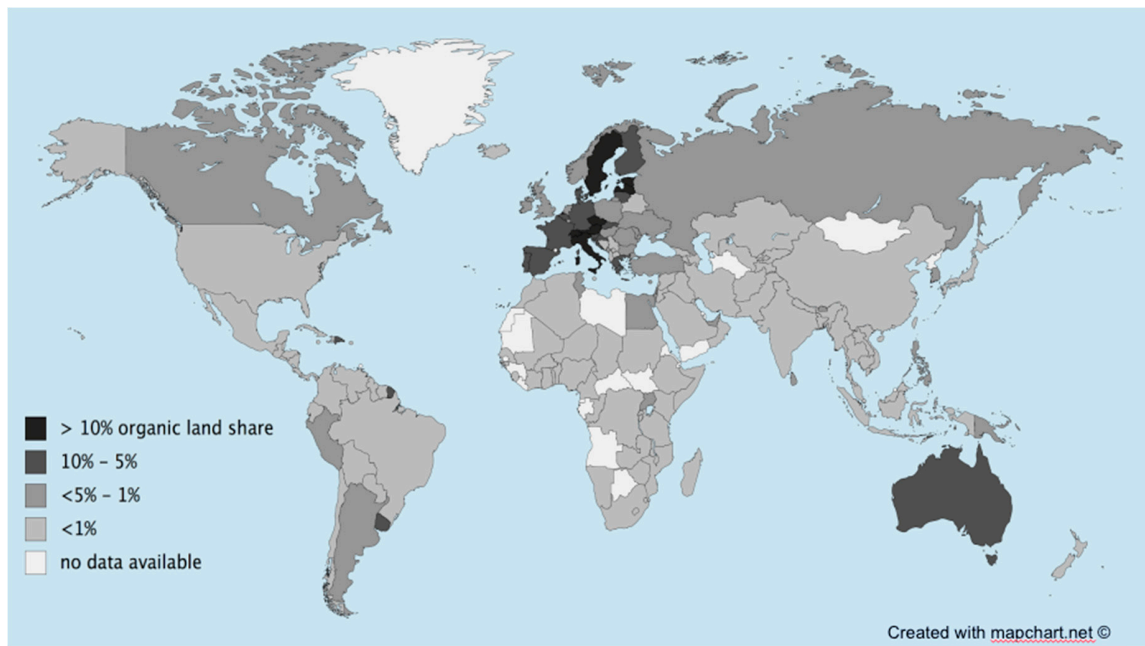 > 10% organic land share
10% – 5%
<5% – 1%
<1%
no data available
Created with mapchart.net ©